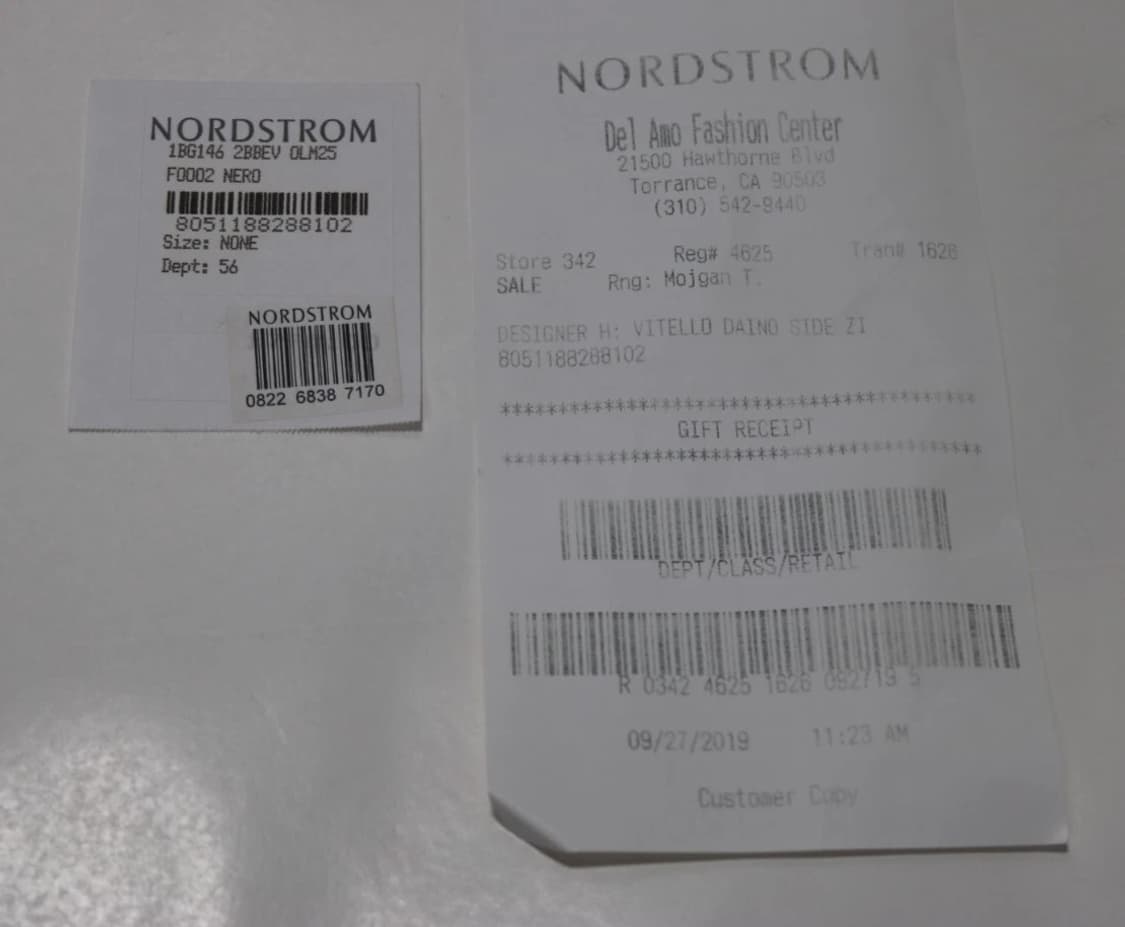 NORDSTROM
1BG146 2BBEV OLM25
F0002 NERO
8051188288102
Size: NONE
Dept: 56
NORDSTROM
0822 6838 7170
NORDSTROM
Del Amo Fashion Center
21500 Hawthorne Blvd
Torrance, CA 90503
(310) 542-9440
Store 342 Reg# 4625 Tran# 1626
SALE Rng: Mojgan T.
DESIGNER H: VITELLO DAINO SIDE ZI
8051188288102
*************************************************
GIFT RECEIPT
*************************************************
DEPT/CLASS/RETAIL
R 0342 4625 1626 092719 5
09/27/2019 11:23 AM
Customer Copy